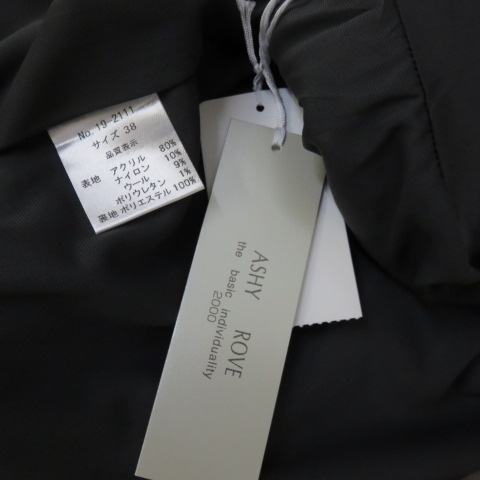 No. 19-2111
サイズ 38
品質表示
表地 アクリル 80%
ナイロン 10%
ウール 9%
ポリウレタン 1%
裏地 ポリエステル 100%
ASHY ROVE
the basic individuality
2000